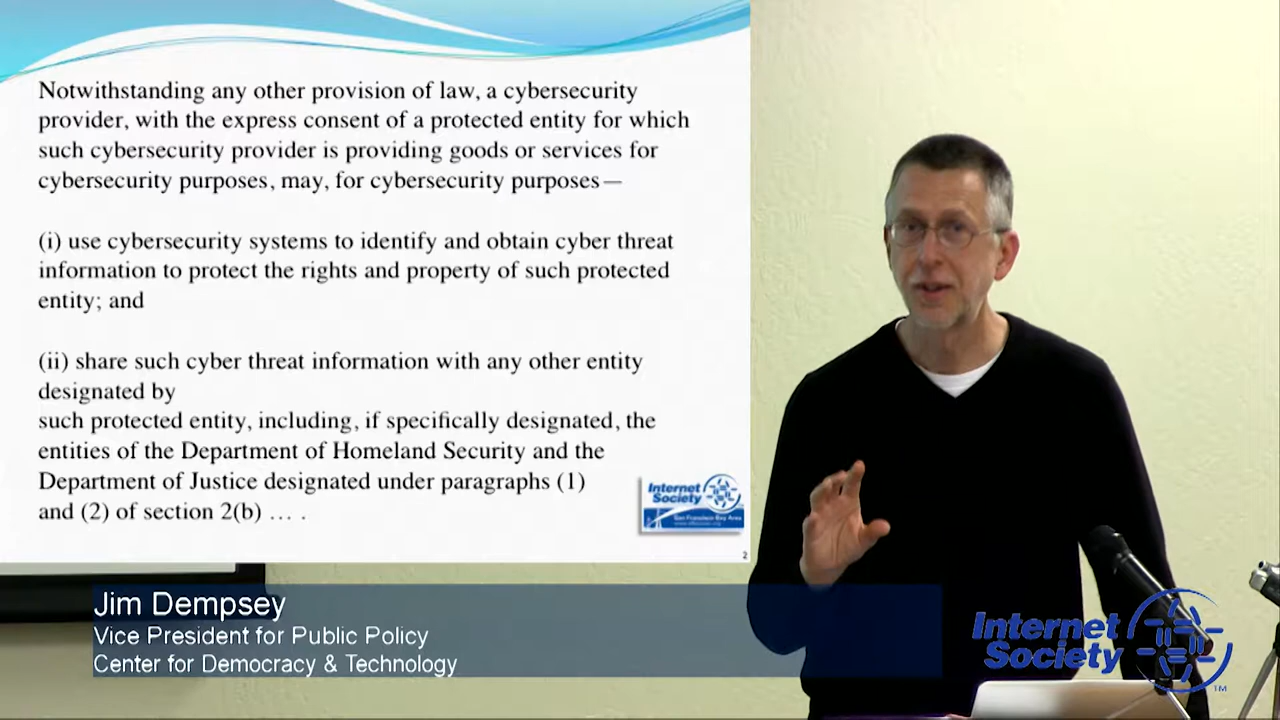 Notwithstanding any other provision of law, a cybersecurity
provider, with the express consent of a protected entity for which
such cybersecurity provider is providing goods or services for
cybersecurity purposes, may, for cybersecurity purposes—
(i) use cybersecurity systems to identify and obtain cyber threat
information to protect the rights and property of such protected
entity; and
(ii) share such cyber threat information with any other entity
designated by
such protected entity, including, if specifically designated, the
entities of the Department of Homeland Security and the
Department of Justice designated under paragraphs (1)
and (2) of section 2(b) … .
Internet
Society
San Francisco Bay Area
2
Jim Dempsey
Vice President for Public Policy
Center for Democracy & Technology
Internet
Society
TM